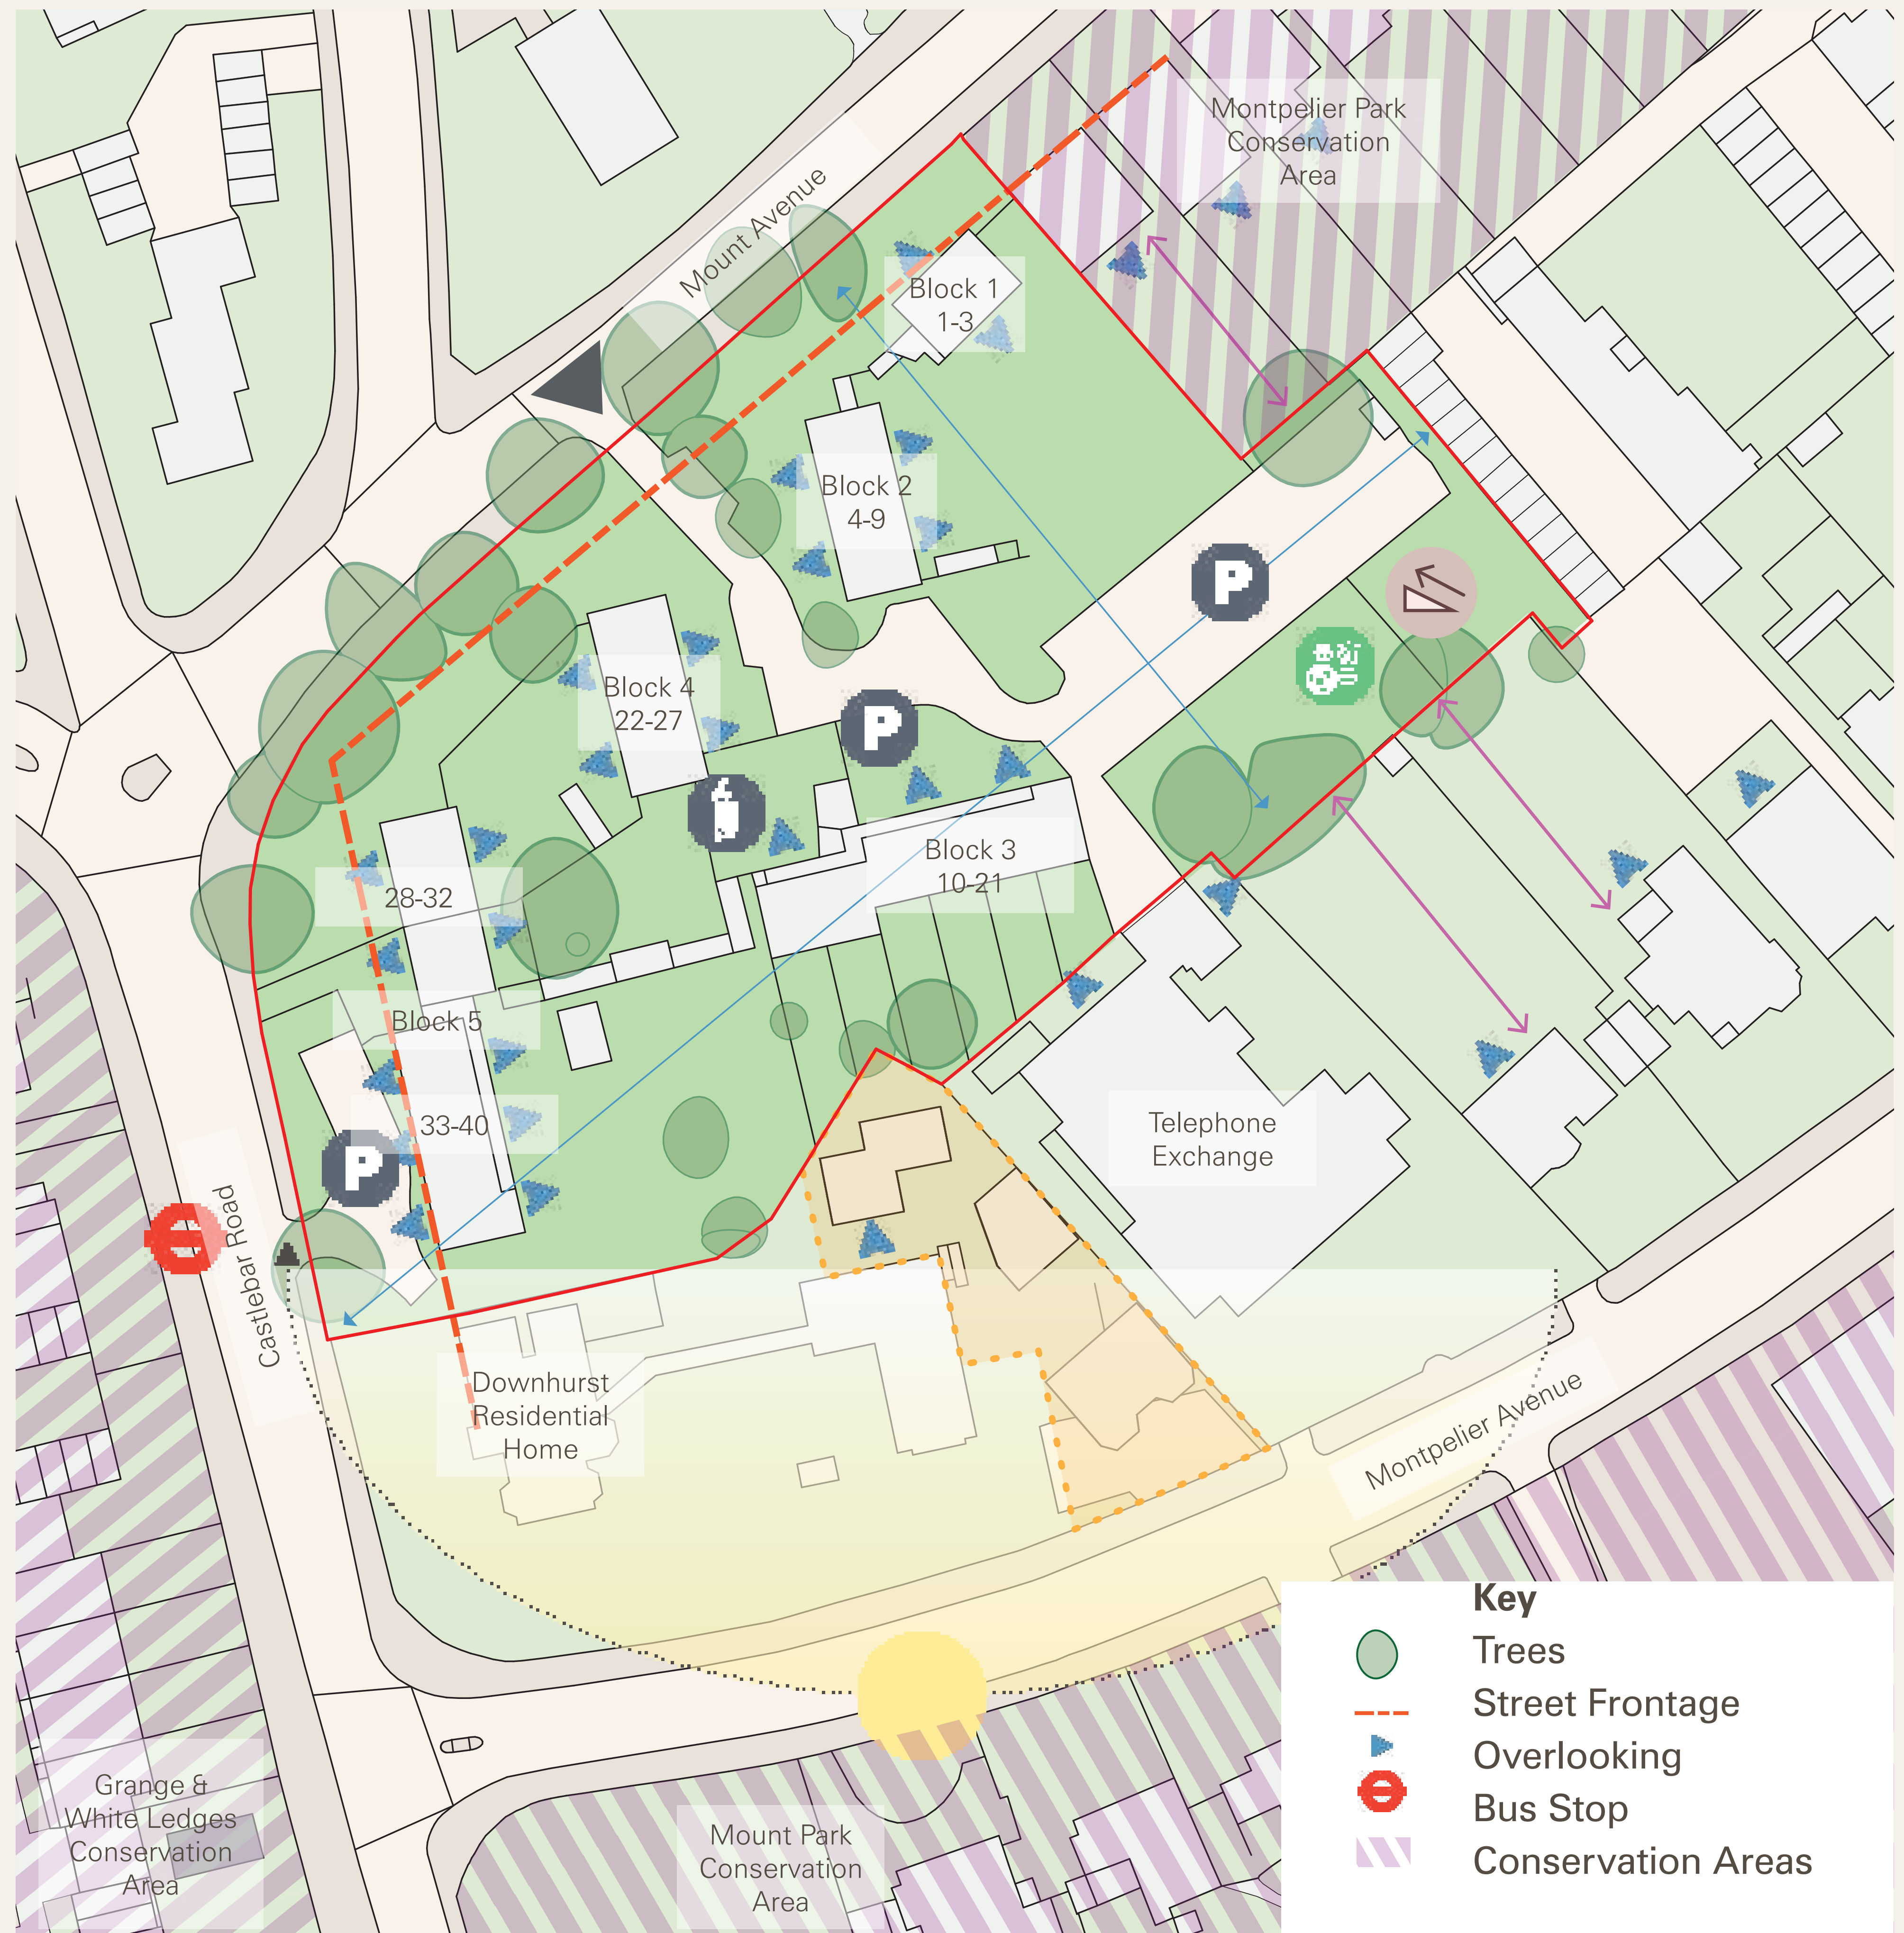 Montpelier Park
Conservation
Area
Mount Avenue
Block 1
1-3
Block 2
4-9
P
Block 4
22-27
P
Block 3
10-21
28-32
Block 5
33-40
P
Telephone
Exchange
Castlebar Road
Downhurst
Residential
Home
Montpelier Avenue
Grange &
White Ledges
Conservation
Area
Mount Park
Conservation
Area
Key
Trees
Street Frontage
Overlooking
Bus Stop
Conservation Areas